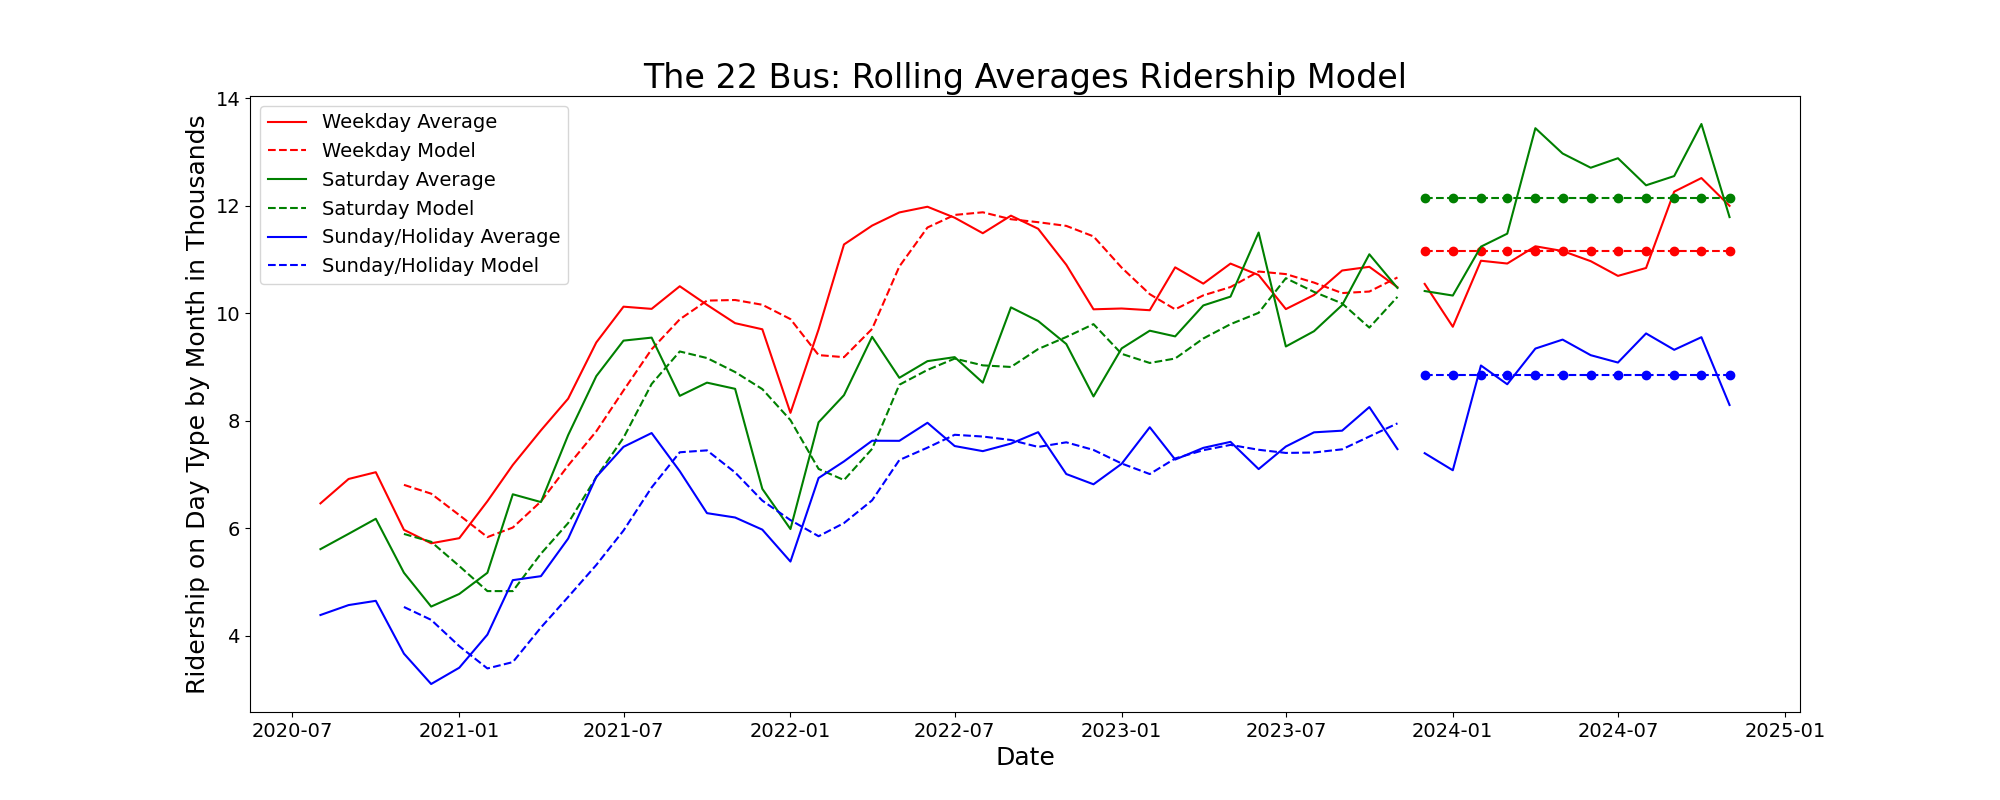 The 22 Bus: Rolling Averages Ridership Model
Ridership on Day Type by Month in Thousands
14
12
10
8
6
4
Weekday Average
Weekday Model
Saturday Average
Saturday Model
Sunday/Holiday Average
Sunday/Holiday Model
2020-07
2021-01
2021-07
2022-01
2022-07
2023-01
2023-07
2024-01
2024-07
2025-01
Date